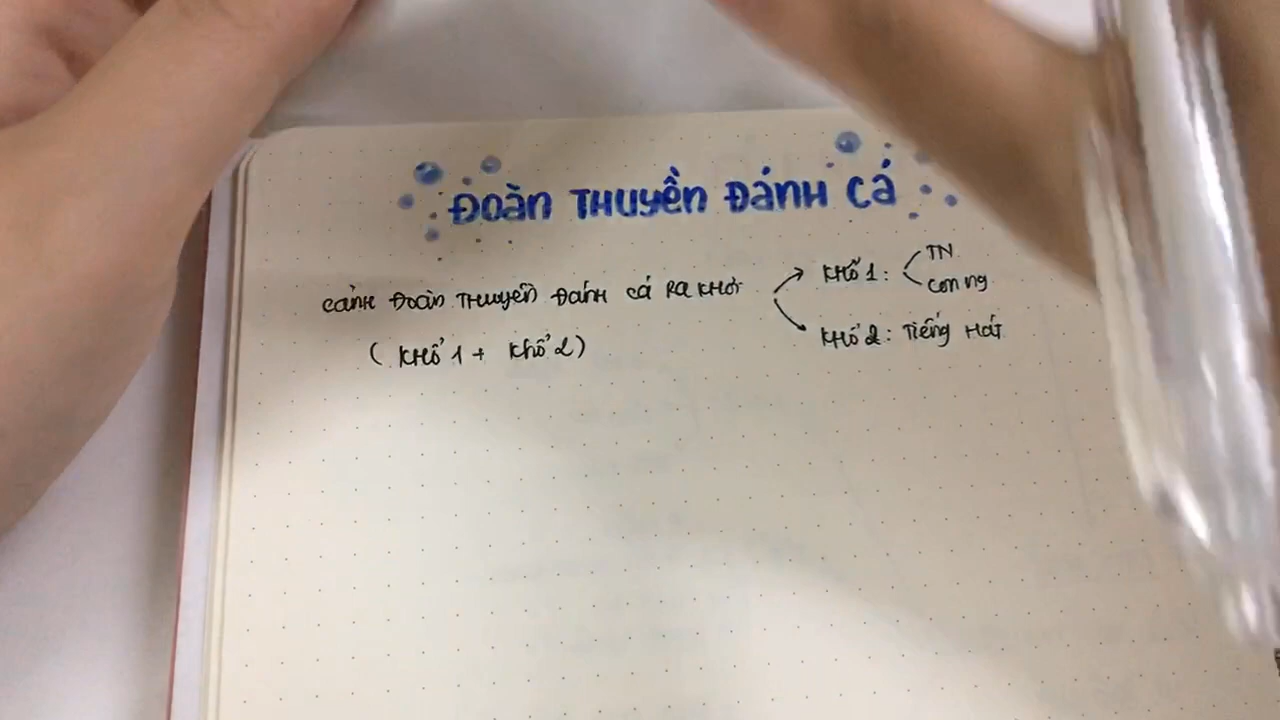 Đoàn Thuyền Đánh Cá
Cảnh Đoàn Thuyền Đánh cá Ra Khơi
(Khổ 1 + Khổ 2)
Khổ 1:
TN
Con ng
Khổ 2: Tiếng Hát